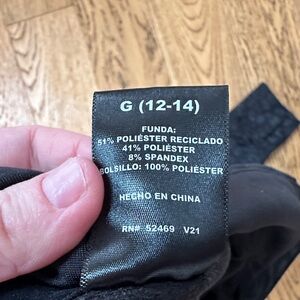 G (12-14)
FUNDA:
51% POLIÉSTER RECICLADO
41% POLIÉSTER
8% SPANDEX
BOLSILLO: 100% POLIÉSTER
HECHO EN CHINA
RN# 52469 V21